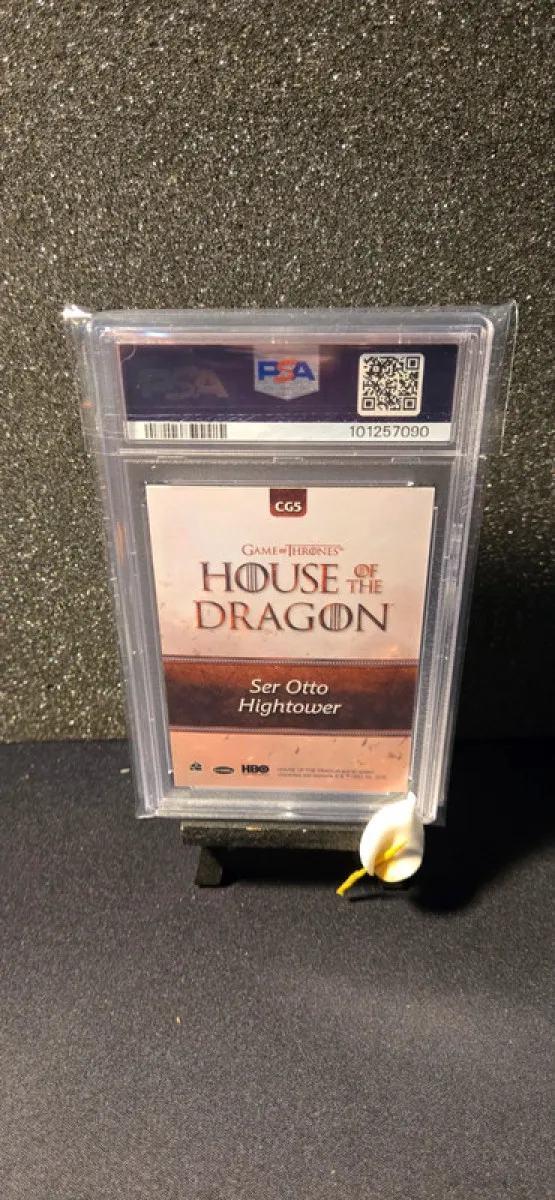 PSA
101257090
CG5
GAME OF THRONES
HOUSE OF THE
DRAGON
Ser Otto
Hightower
HBO